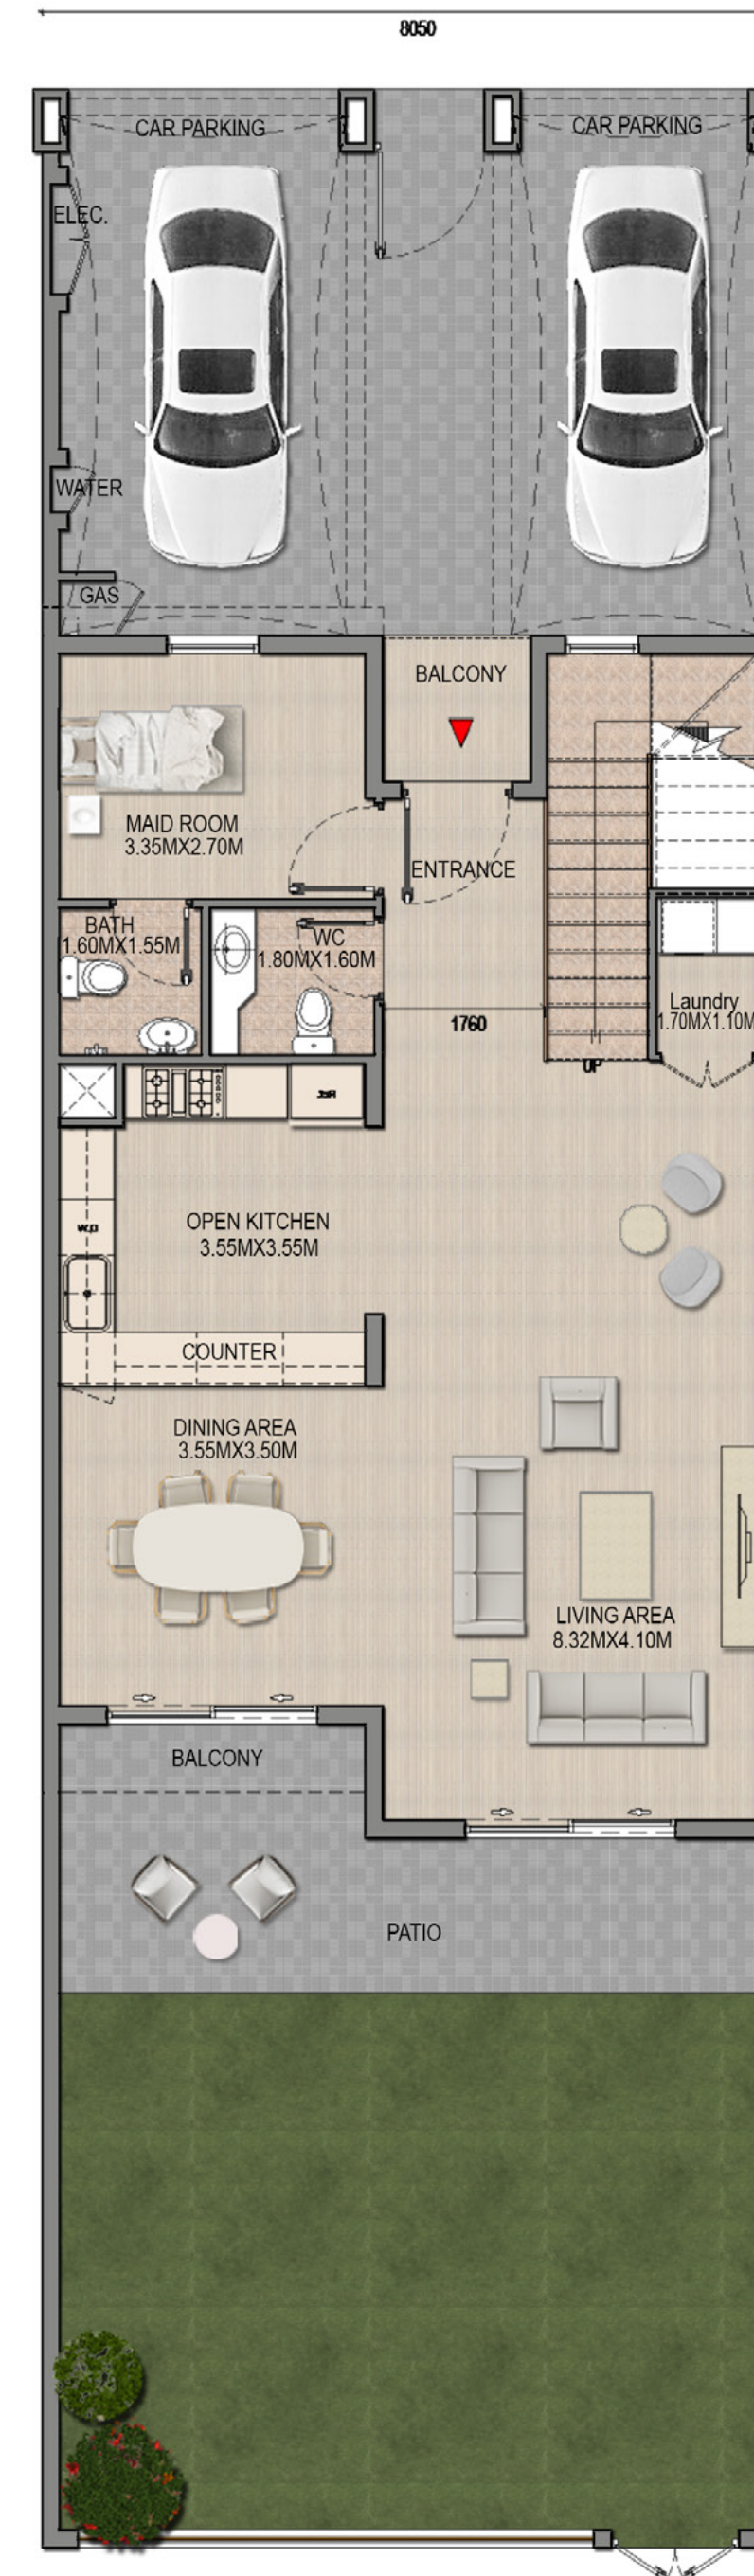 8050
CAR PARKING
CAR PARKING
ELEC.
WATER
GAS
BALCONY
MAID ROOM
3.35MX2.70M
ENTRANCE
BATH
1.60MX1.55M
WC
1.80MX1.60M
Laundry
1.70MX1.10M
1760
UP
REF.
OPEN KITCHEN
3.55MX3.55M
COUNTER
DINING AREA
3.55MX3.50M
LIVING AREA
8.32MX4.10M
BALCONY
PATIO